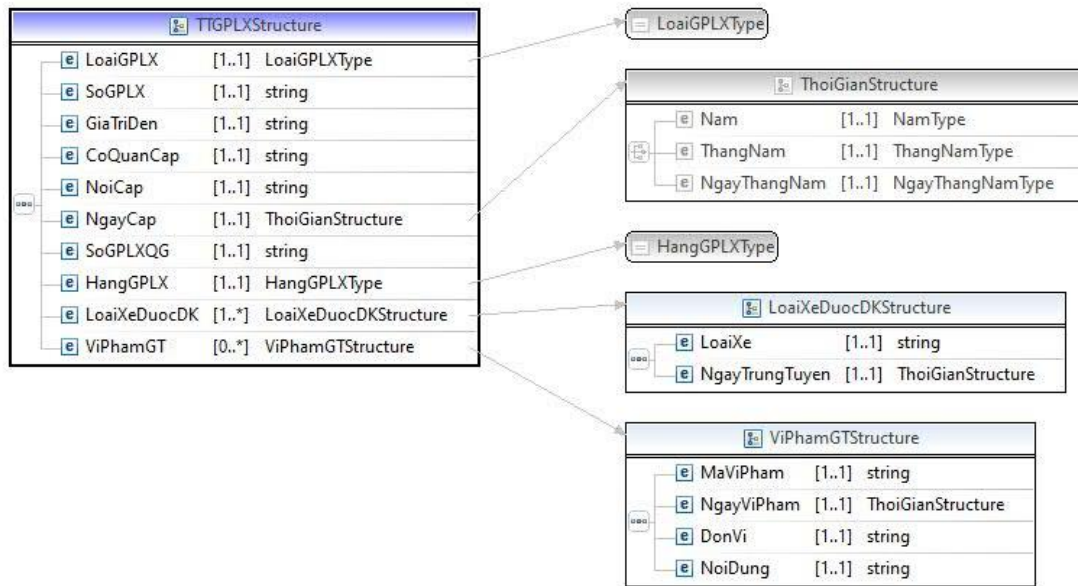 TTGPLXStructure
e LoaiGPLX [1..1] LoaiGPLXType
e SoGPLX [1..1] string
e GiaTriDen [1..1] string
e CoQuanCap [1..1] string
e NoiCap [1..1] string
e NgayCap [1..1] ThoiGianStructure
e SoGPLXQG [1..1] string
e HangGPLX [1..1] HangGPLXType
e LoaiXeDuocDK [1..*] LoaiXeDuocDKStructure
e ViPhamGT [0..*] ViPhamGTStructure
LoaiGPLXType
ThoiGianStructure
e Nam [1..1] NamType
e ThangNam [1..1] ThangNamType
e NgayThangNam [1..1] NgayThangNamType
HangGPLXType
LoaiXeDuocDKStructure
e LoaiXe [1..1] string
e NgayTrungTuyen [1..1] ThoiGianStructure
ViPhamGTStructure
e MaViPham [1..1] string
e NgayViPham [1..1] ThoiGianStructure
e DonVi [1..1] string
e NoiDung [1..1] string